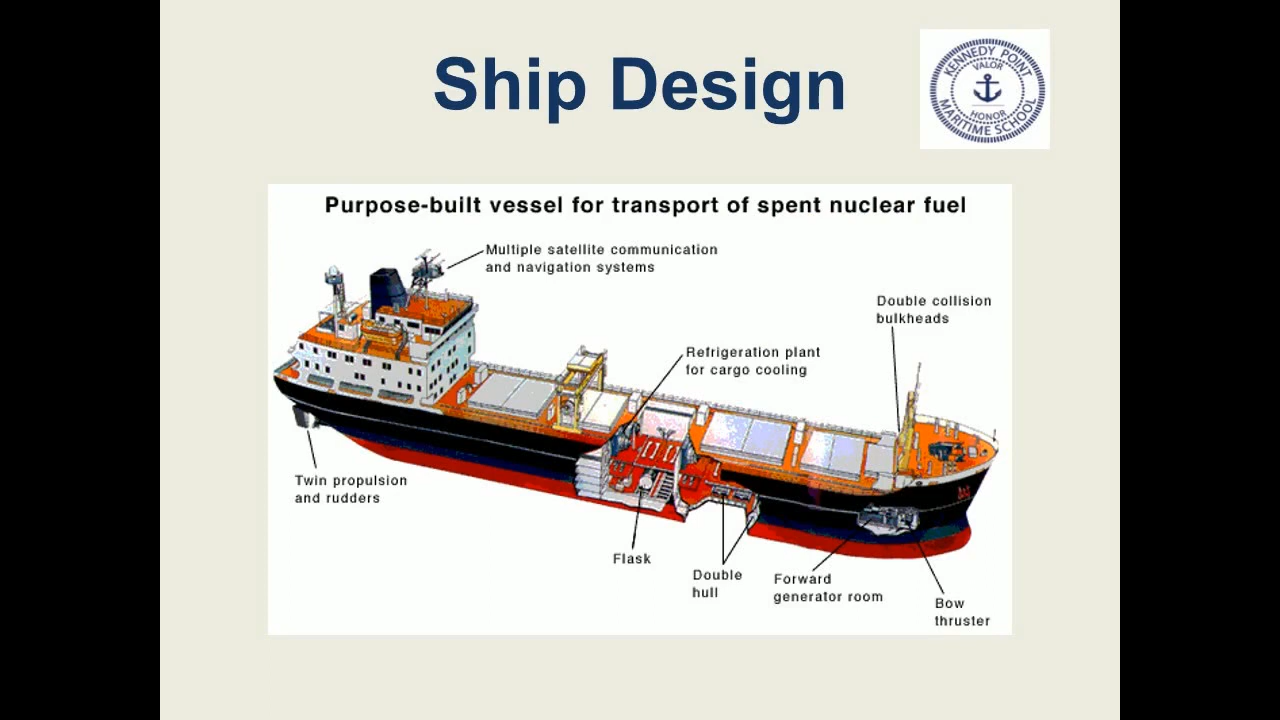 Ship Design
KENNEDY POINT
VALOR
HONOR
MARITIME SCHOOL
Purpose-built vessel for transport of spent nuclear fuel
Multiple satellite communication
and navigation systems
Double collision
bulkheads
Refrigeration plant
for cargo cooling
Twin propulsion
and rudders
Flask
Double
hull
Forward
generator room
Bow
thruster